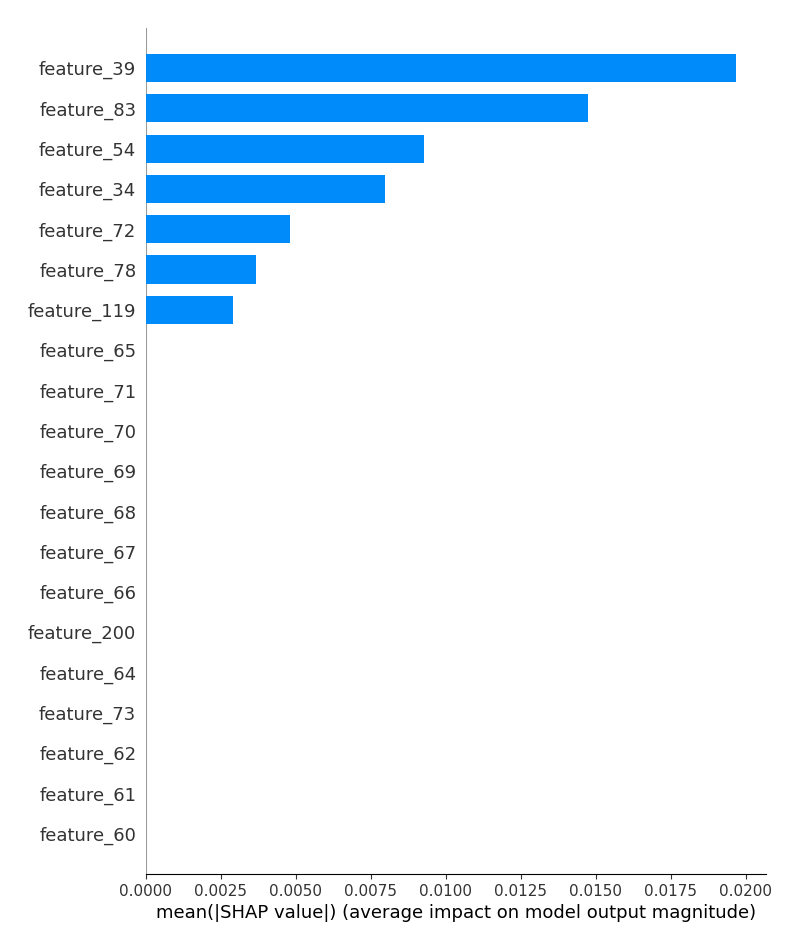 feature_39
feature_83
feature_54
feature_34
feature_72
feature_78
feature_119
feature_65
feature_71
feature_70
feature_69
feature_68
feature_67
feature_66
feature_200
feature_64
feature_73
feature_62
feature_61
feature_60
0.0000 0.0025 0.0050 0.0075 0.0100 0.0125 0.0150 0.0175 0.0200
mean(|SHAP value|) (average impact on model output magnitude)